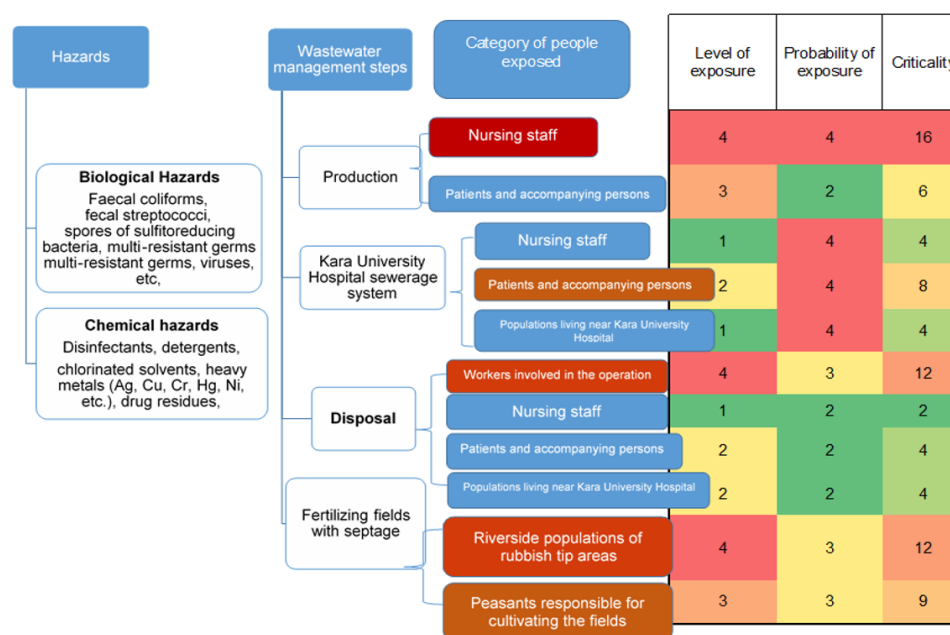 Hazards
Wastewater
management steps
Category of people
exposed
Level of
exposure
Probability of
exposure
Criticality
Biological Hazards
Faecal coliforms,
fecal streptococci,
spores of sulfitoreducing
bacteria, multi-resistant germs
multi-resistant germs, viruses,
etc,
Chemical hazards
Disinfectants, detergents,
chlorinated solvents, heavy
metals (Ag, Cu, Cr, Hg, Ni,
etc.), drug residues,
Production
Nursing staff
4 4 16
Patients and accompanying persons
3 2 6
Kara University
Hospital sewerage
system
Nursing staff
1 4 4
Patients and accompanying persons
2 4 8
Populations living near Kara University
Hospital
1 4 4
Disposal
Workers involved in the operation
4 3 12
Nursing staff
1 2 2
Patients and accompanying persons
2 2 4
Populations living near Kara University Hospital
2 2 4
Fertilizing fields
with septage
Riverside populations of
rubbish tip areas
4 3 12
Peasants responsible for
cultivating the fields
3 3 9